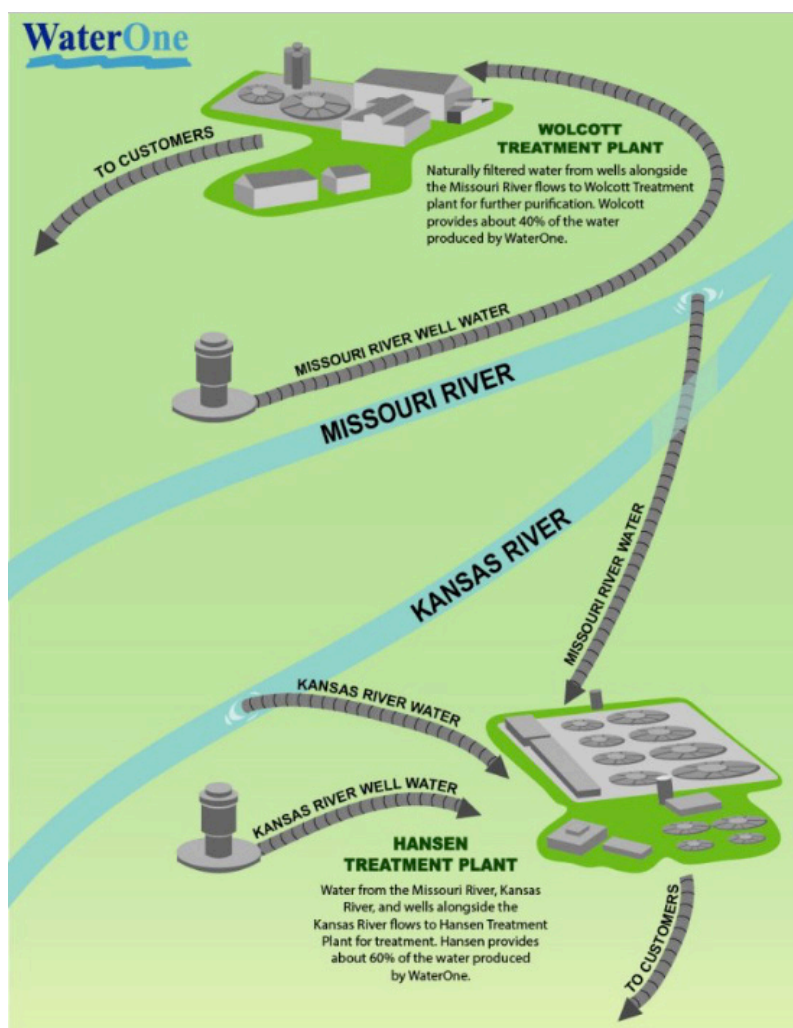 WaterOne
TO CUSTOMERS
WOLCOTT
TREATMENT PLANT
Naturally filtered water from wells alongside
the Missouri River flows to Wolcott Treatment
plant for further purification. Wolcott
provides about 40% of the water
produced by WaterOne.
MISSOURI RIVER WELL WATER
MISSOURI RIVER
KANSAS RIVER
MISSOURI RIVER WATER
KANSAS RIVER WATER
KANSAS RIVER WELL WATER
HANSEN
TREATMENT PLANT
Water from the Missouri River, Kansas
River, and wells alongside the
Kansas River flows to Hansen Treatment
Plant for treatment. Hansen provides
about 60% of the water produced
by WaterOne.
TO CUSTOMERS